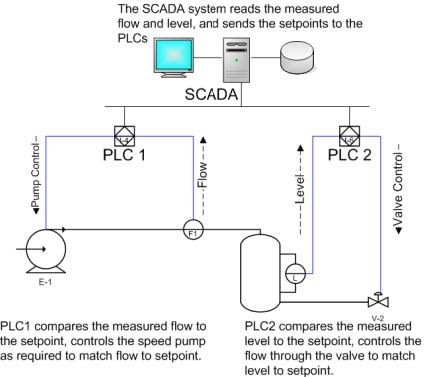 The SCADA system reads the measured
flow and level, and sends the setpoints to the
PLCs
SCADA
PLC 1
PLC 2
Pump Control
Flow
Level
Valve Control
F1
L
E-1
V-2
PLC1 compares the measured flow to
the setpoint, controls the speed pump
as required to match flow to setpoint.
PLC2 compares the measured
level to the setpoint, controls the
flow through the valve to match
level to setpoint.